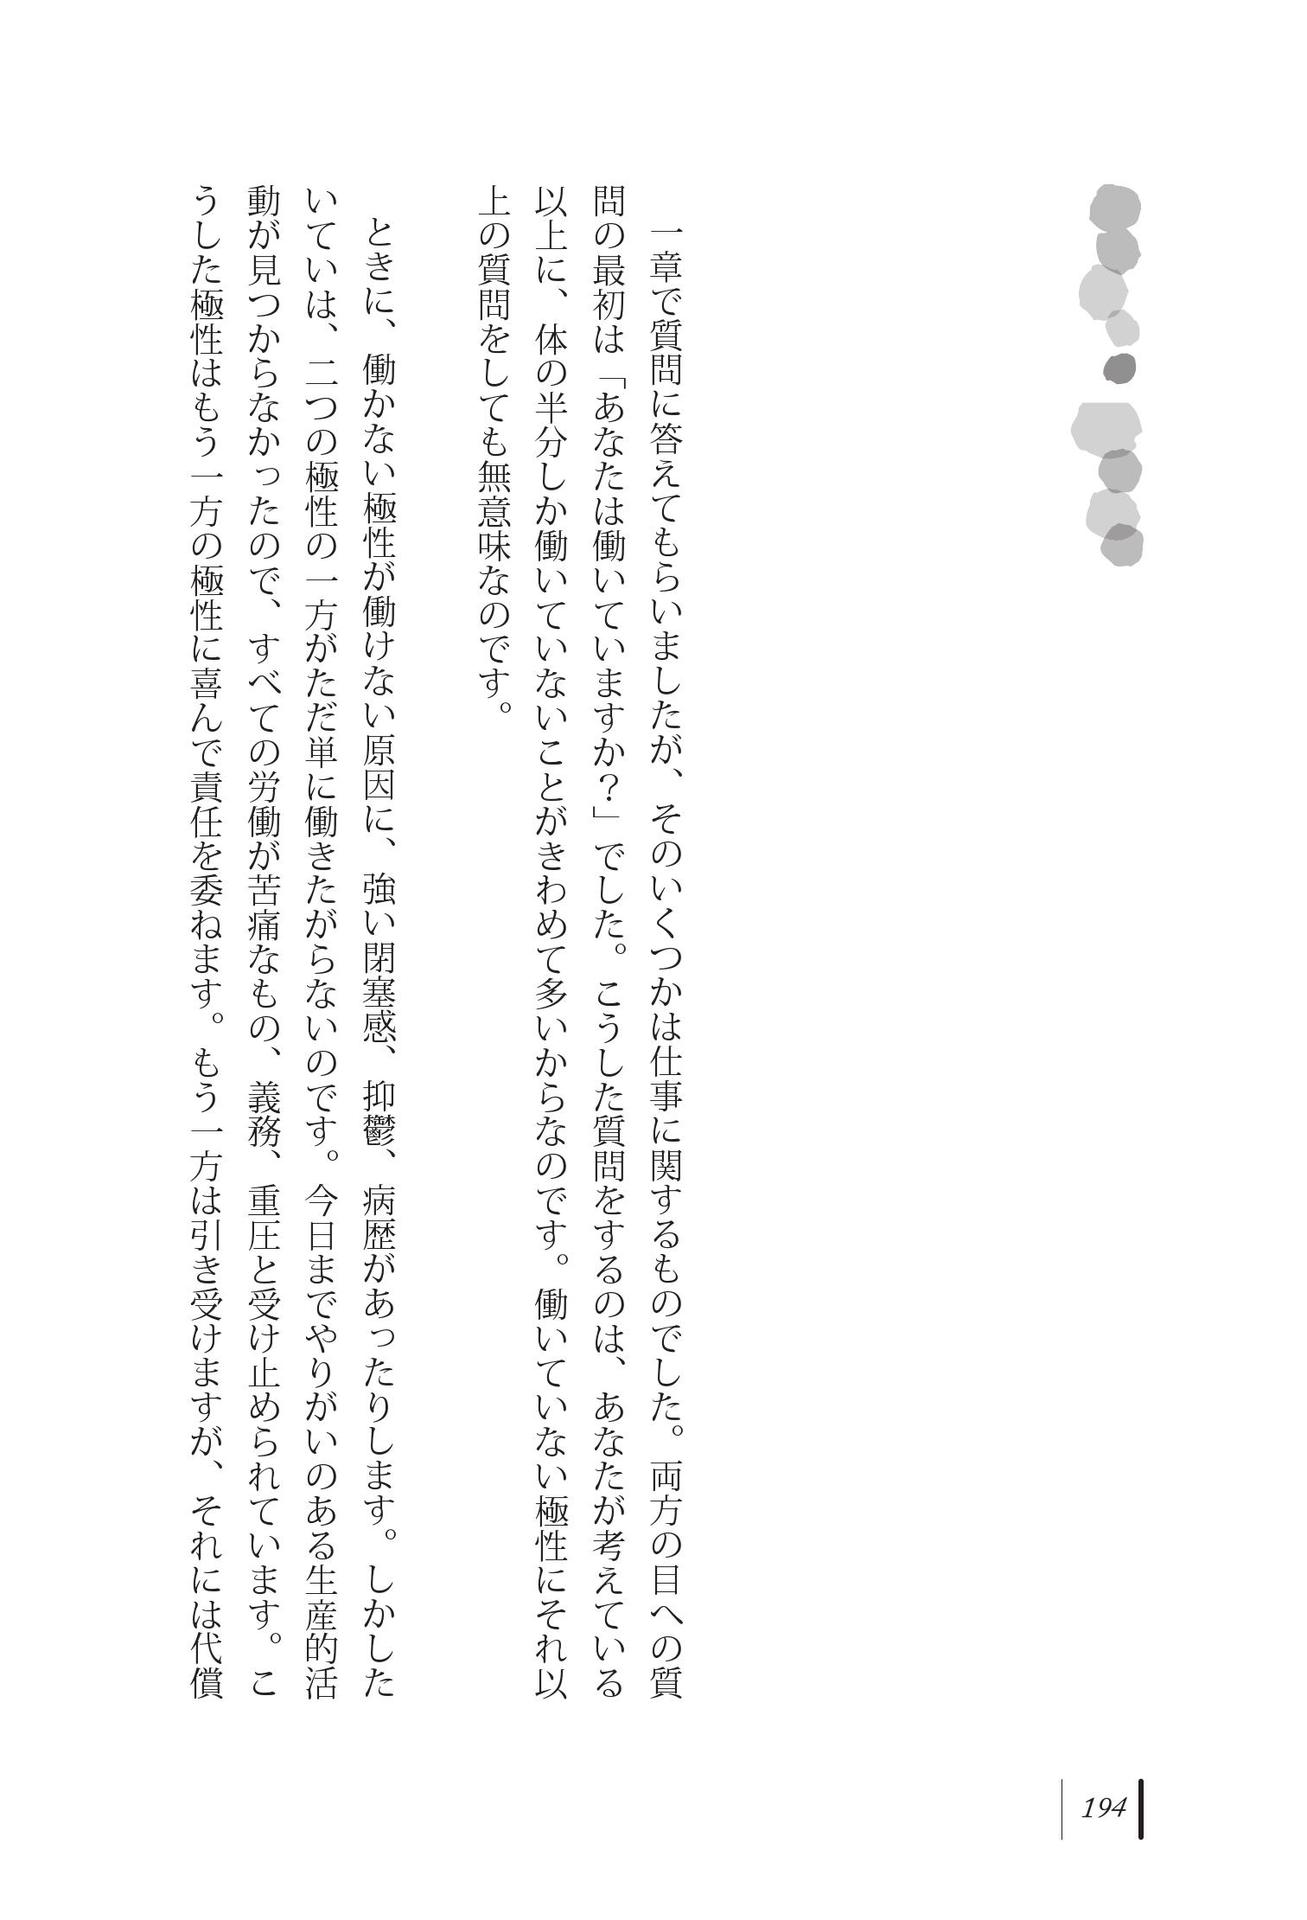 一章で質問に答えてもらいましたが、そのいくつかは仕事に関するものでした。両方の目への質
問の最初は「あなたは働いていますか？」でした。こうした質問をするのは、あなたが考えている
以上に、体の半分しか働いていないことがきわめて多いからなのです。働いていない極性にそれ以
上の質問をしても無意味なのです。
ときに、働かない極性が働けない原因に、強い閉塞感、抑鬱、病歴があったりします。しかした
いていは、二つの極性の一方がただ単に働きたがらないのです。今日までやりがいのある生産的活
動が見つからなかったので、すべての労働が苦痛なもの、義務、重圧と受け止められています。こ
うした極性はもう一方の極性に喜んで責任を委ねます。もう一方は引き受けますが、それには代償
194